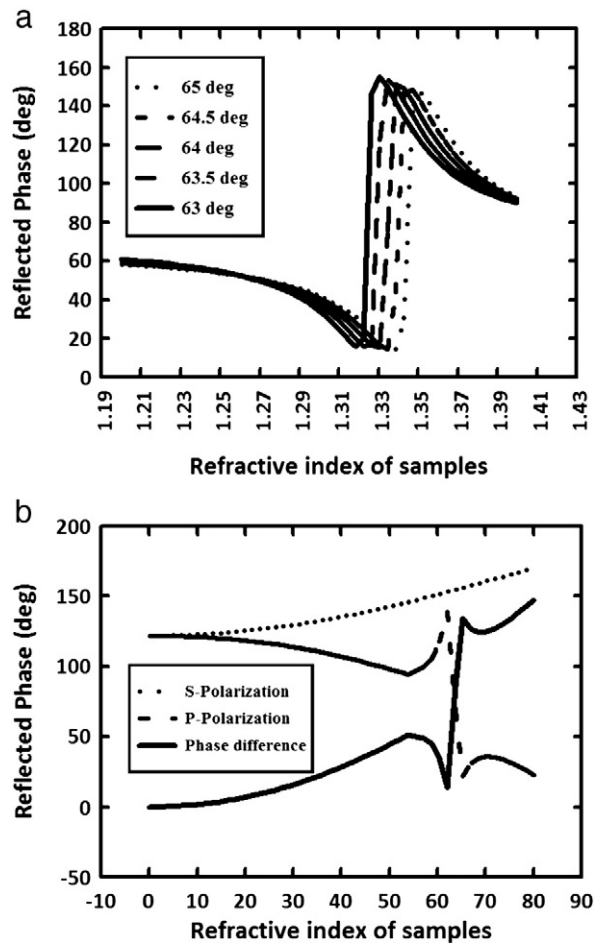 a
180
160
140
120
100
80
60
40
20
0
Reflected Phase (deg)
65 deg
64.5 deg
64 deg
63.5 deg
63 deg
1.19
1.21
1.23
1.25
1.27
1.29
1.31
1.33
1.35
1.37
1.39
1.41
1.43
Refractive index of samples
b
200
150
100
50
0
-50
Reflected Phase (deg)
S-Polarization
P-Polarization
Phase difference
-10 0 10 20 30 40 50 60 70 80 90
Refractive index of samples